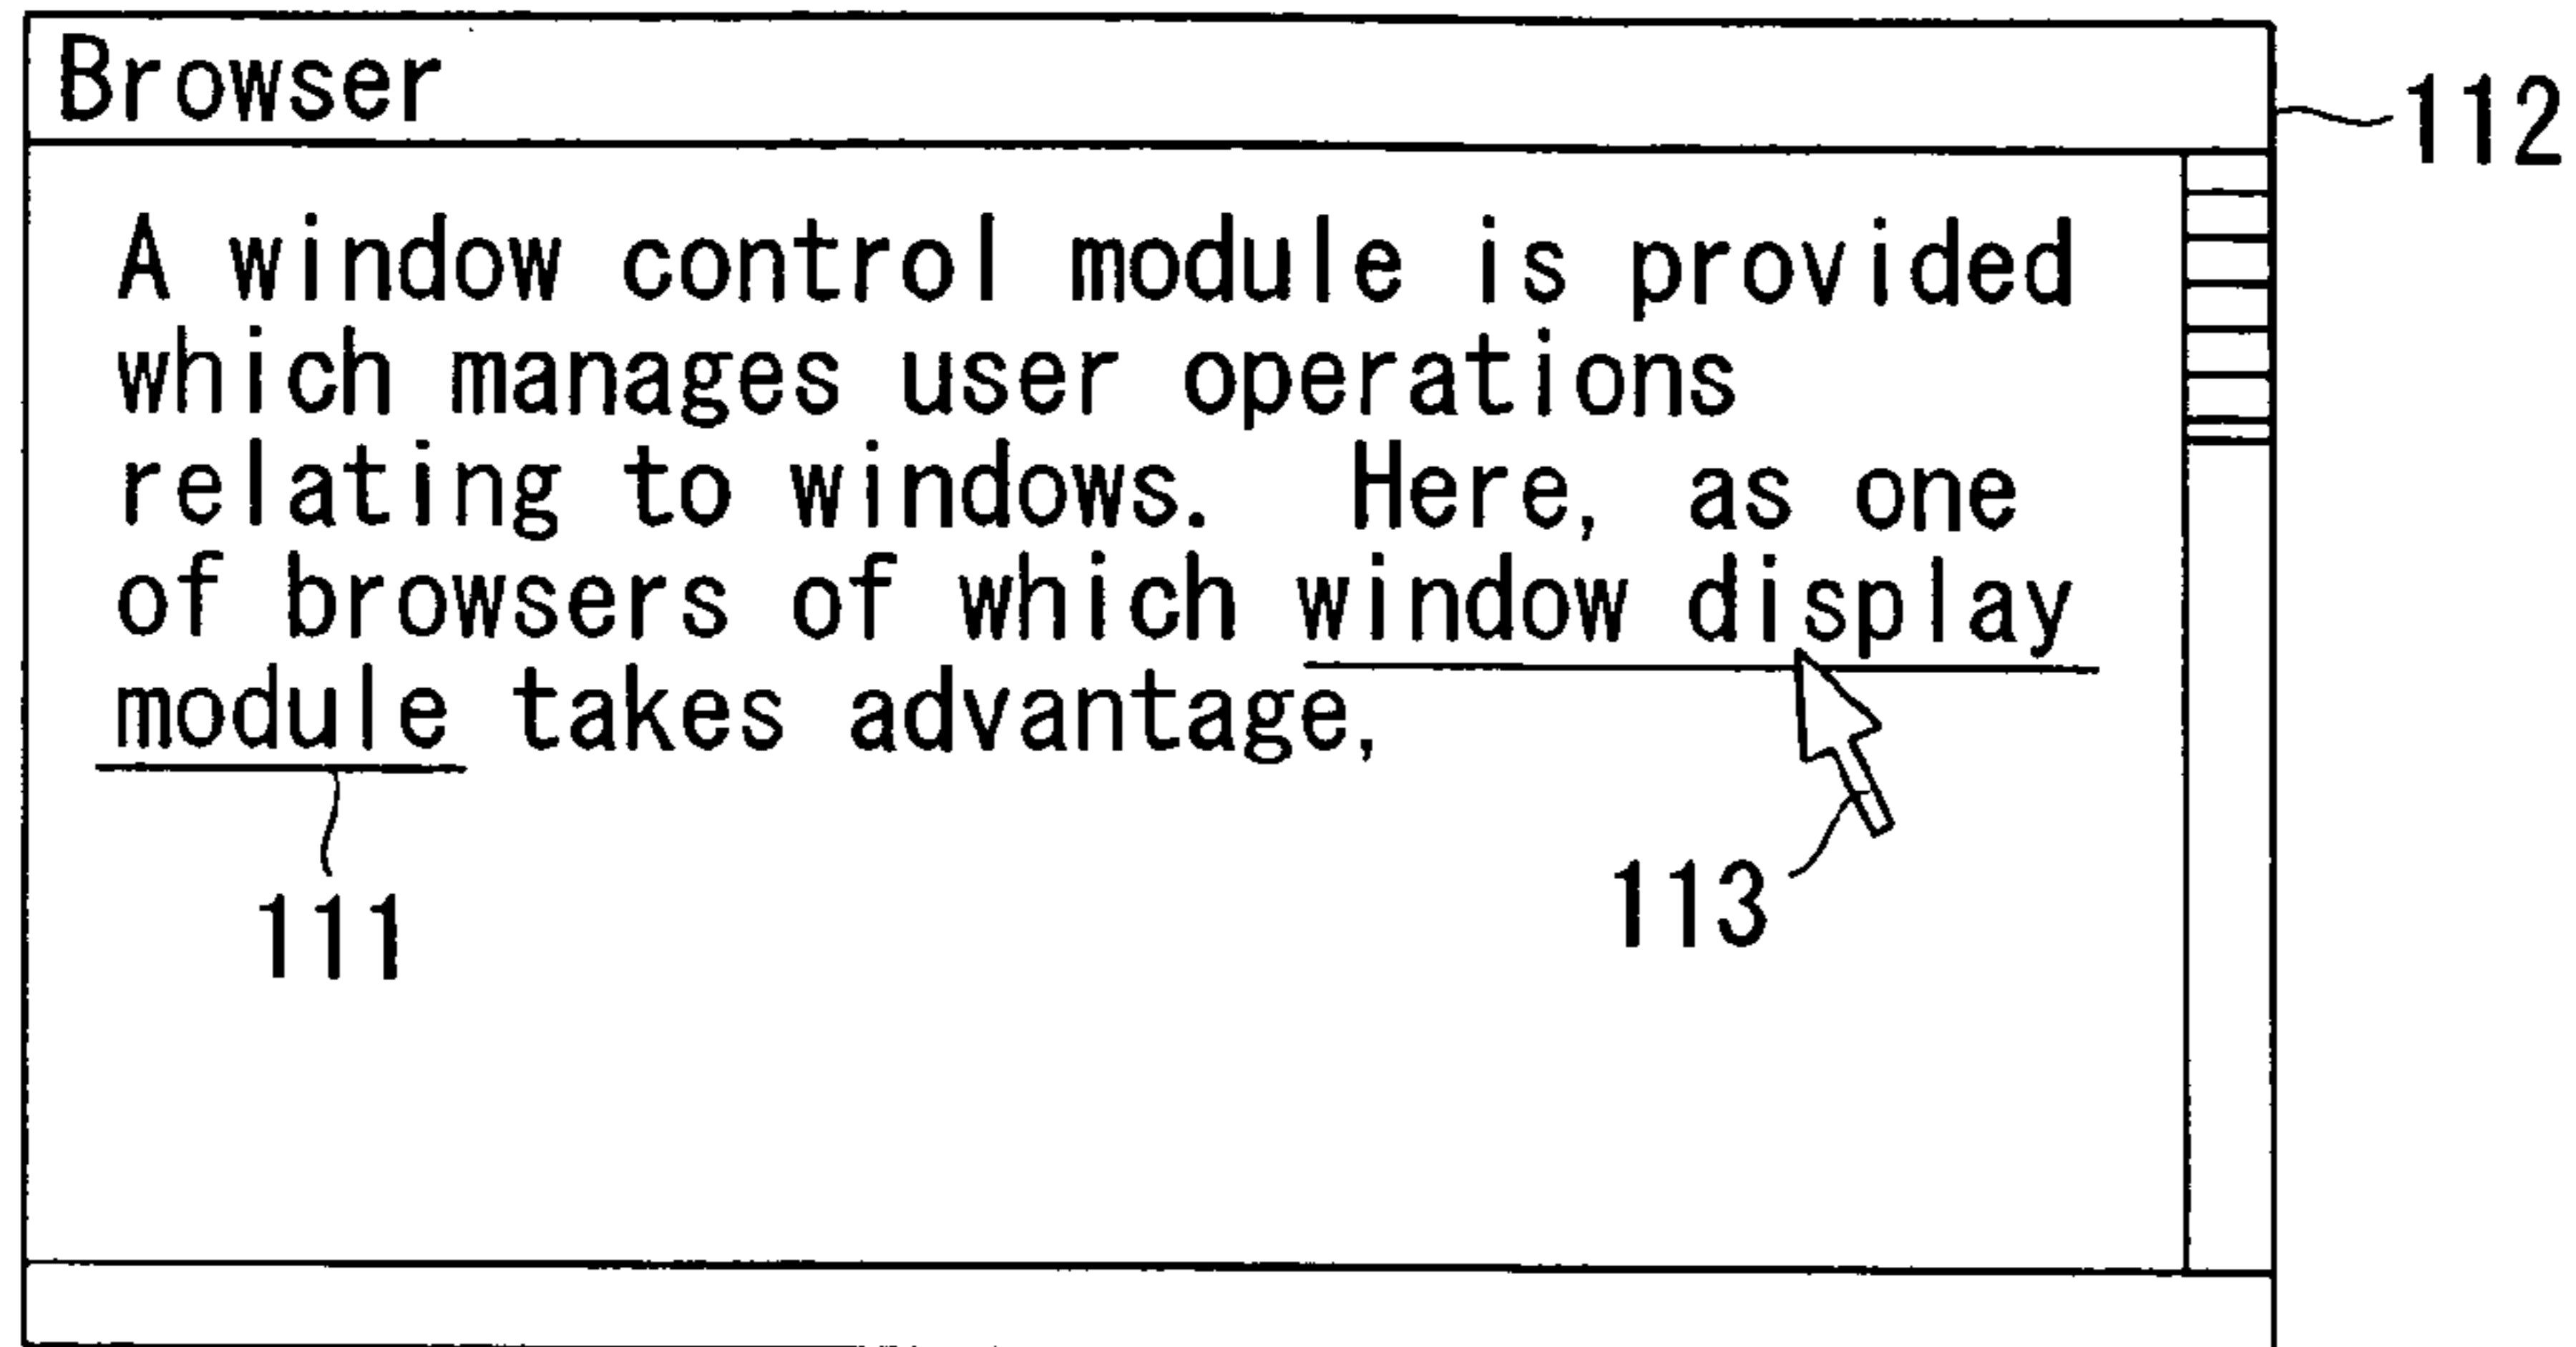 Browser
112
A window control module is provided
which manages user operations
relating to windows.  Here, as one
of browsers of which window display
module takes advantage,
111
113